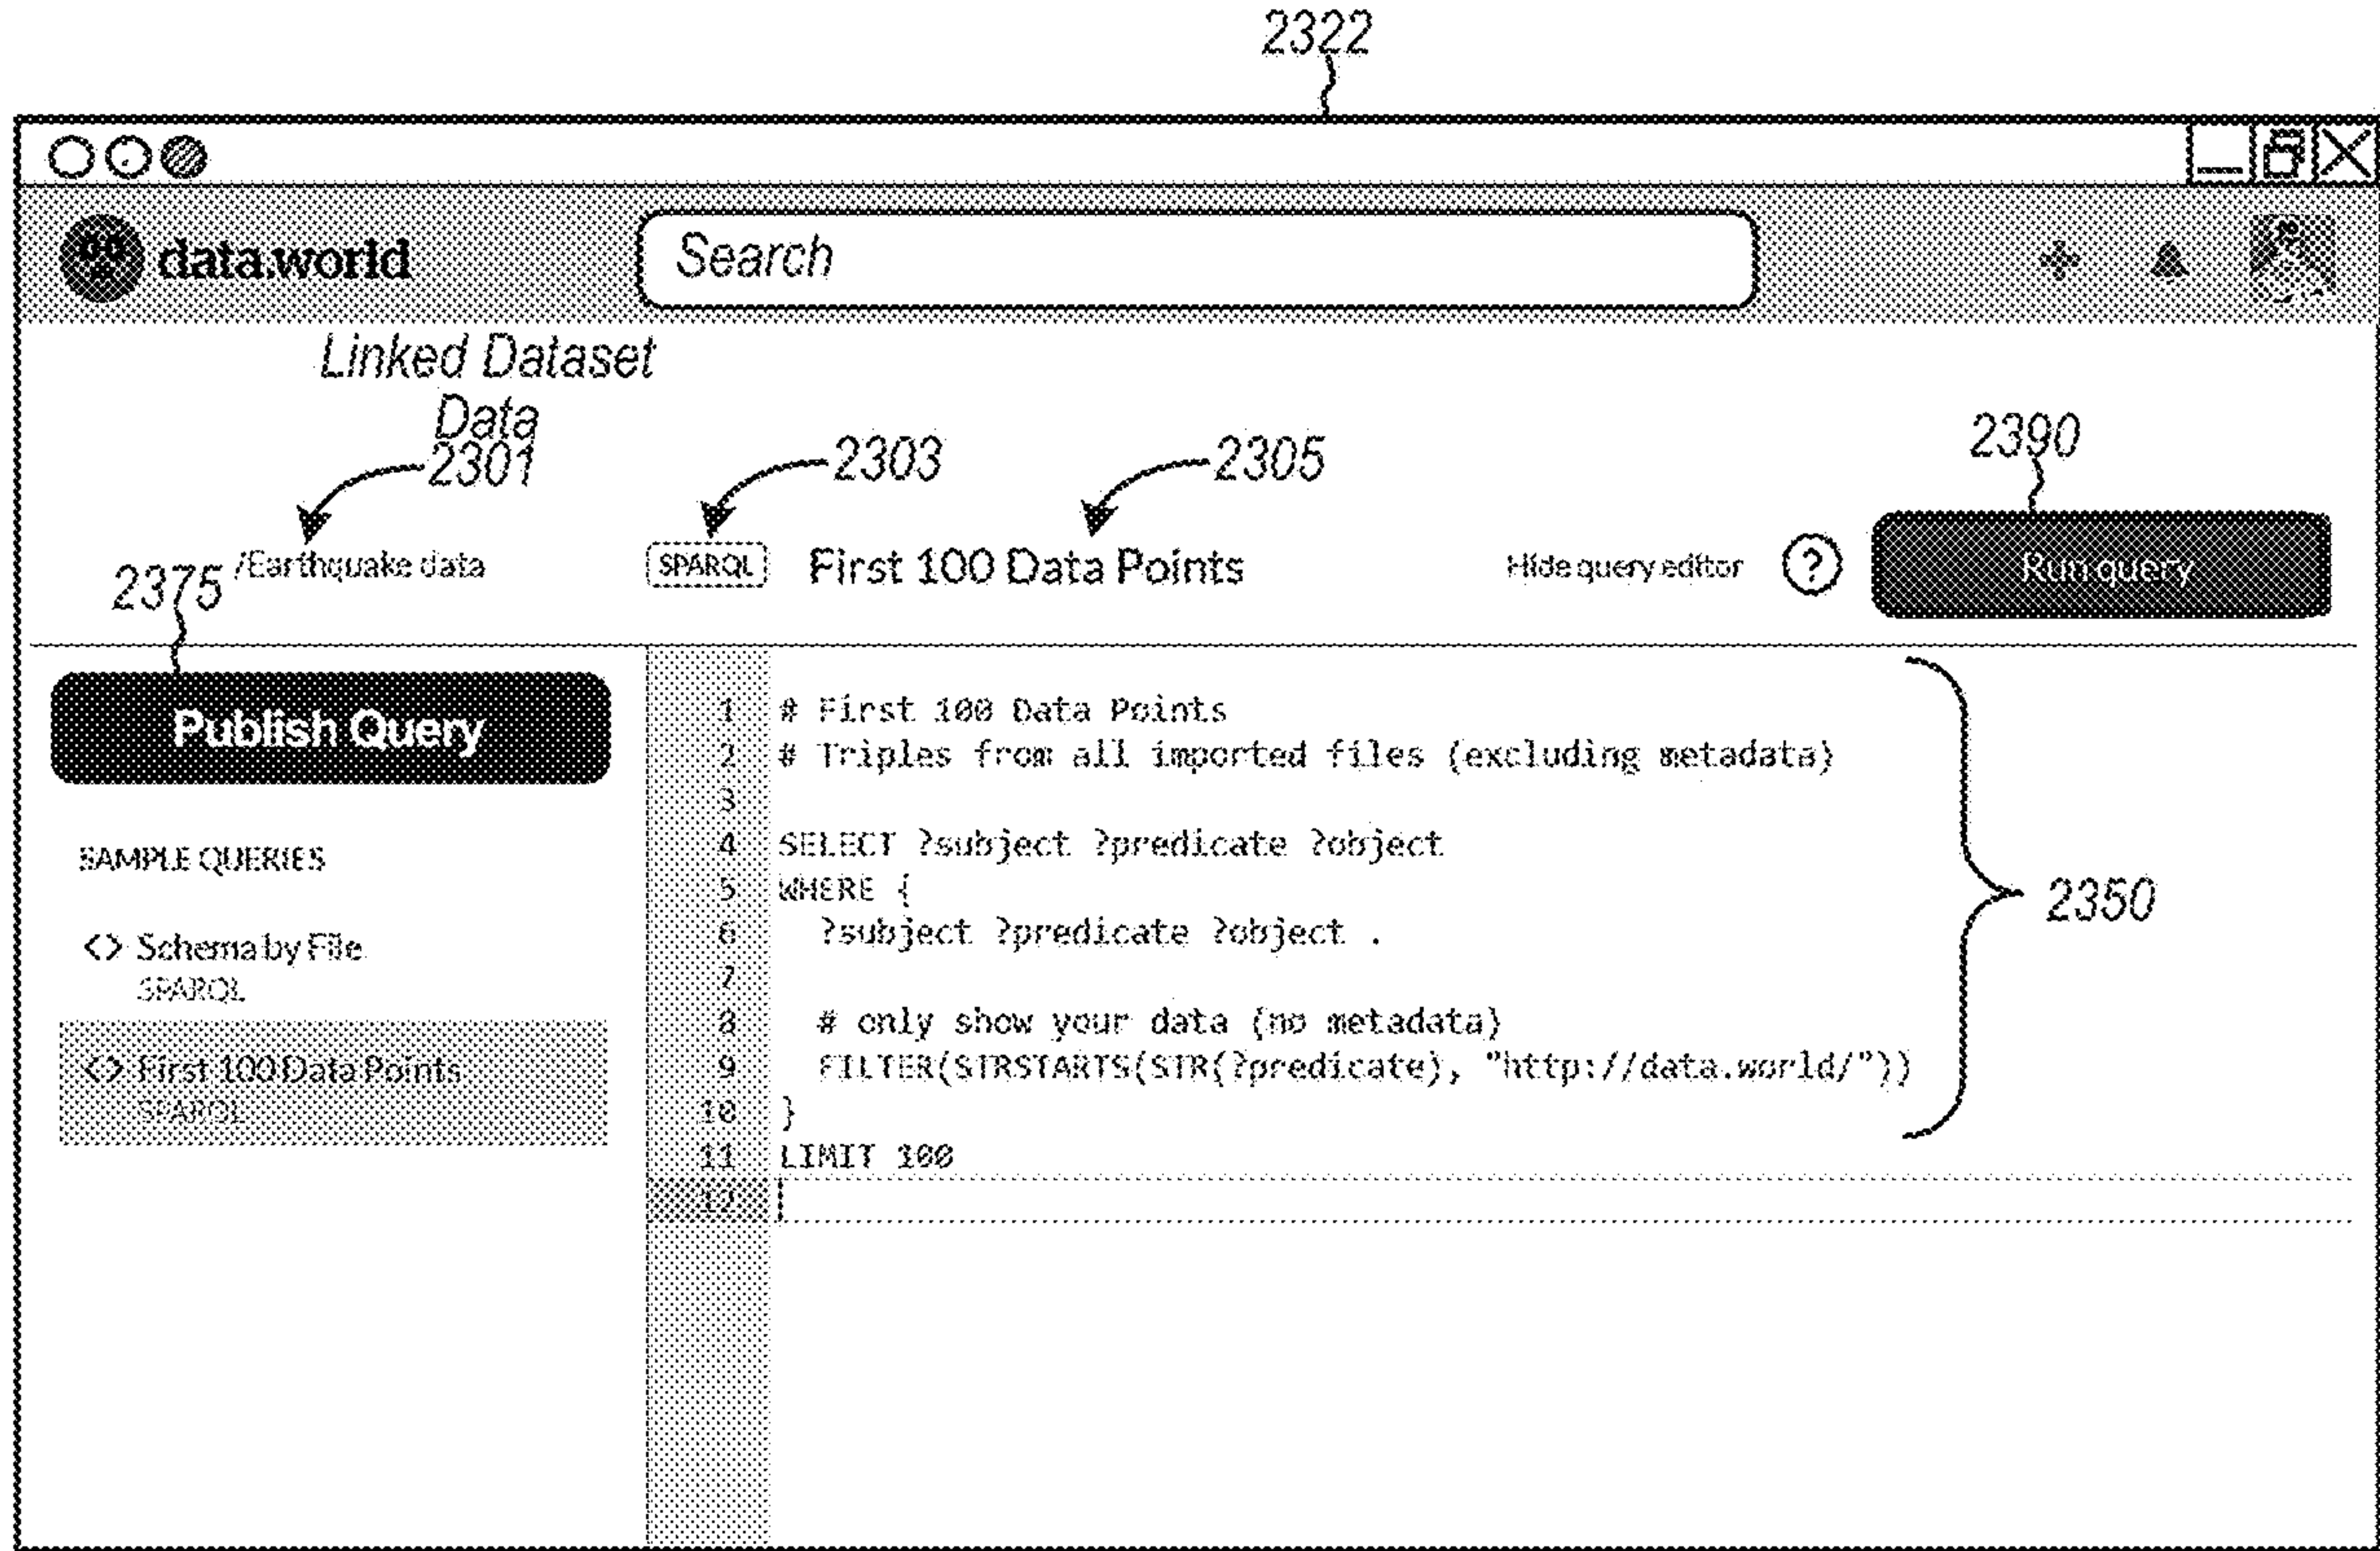 2322
data.world
Search
Linked Dataset
Data
2301
2303
2305
2390
2375
/Earthquake data
SPARQL
First 100 Data Points
Hide query editor
?
Run query
Publish Query
SAMPLE QUERIES
<> Schema by File
SPARQL
<> First 100 Data Points
SPARQL
1 # First 100 Data Points
2 # Triples from all imported files (excluding metadata)
3
4 SELECT ?subject ?predicate ?object
5 WHERE {
6 ?subject ?predicate ?object .
7
8 # only show your data (no metadata)
9 FILTER(STRSTARTS(STR(?predicate), "http://data.world/"))
10 }
11 LIMIT 100
12
2350